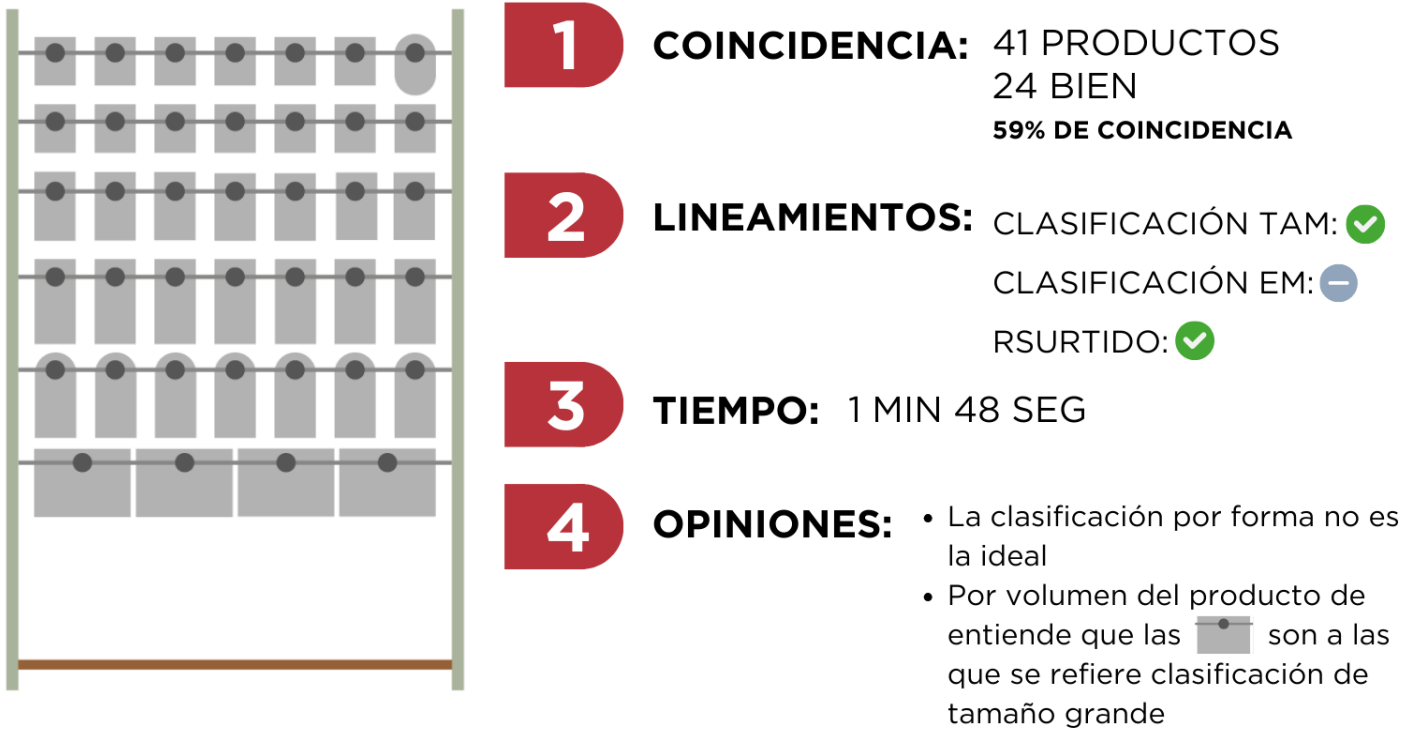 1
COINCIDENCIA:
41 PRODUCTOS
24 BIEN
59% DE COINCIDENCIA
2
LINEAMIENTOS:
CLASIFICACIÓN TAM:
CLASIFICACIÓN EM:
RSURTIDO:
3
TIEMPO:
1 MIN 48 SEG
4
OPINIONES:
• La clasificación por forma no es
la ideal
• Por volumen del producto de
entiende que las son a las
que se refiere clasificación de
tamaño grande